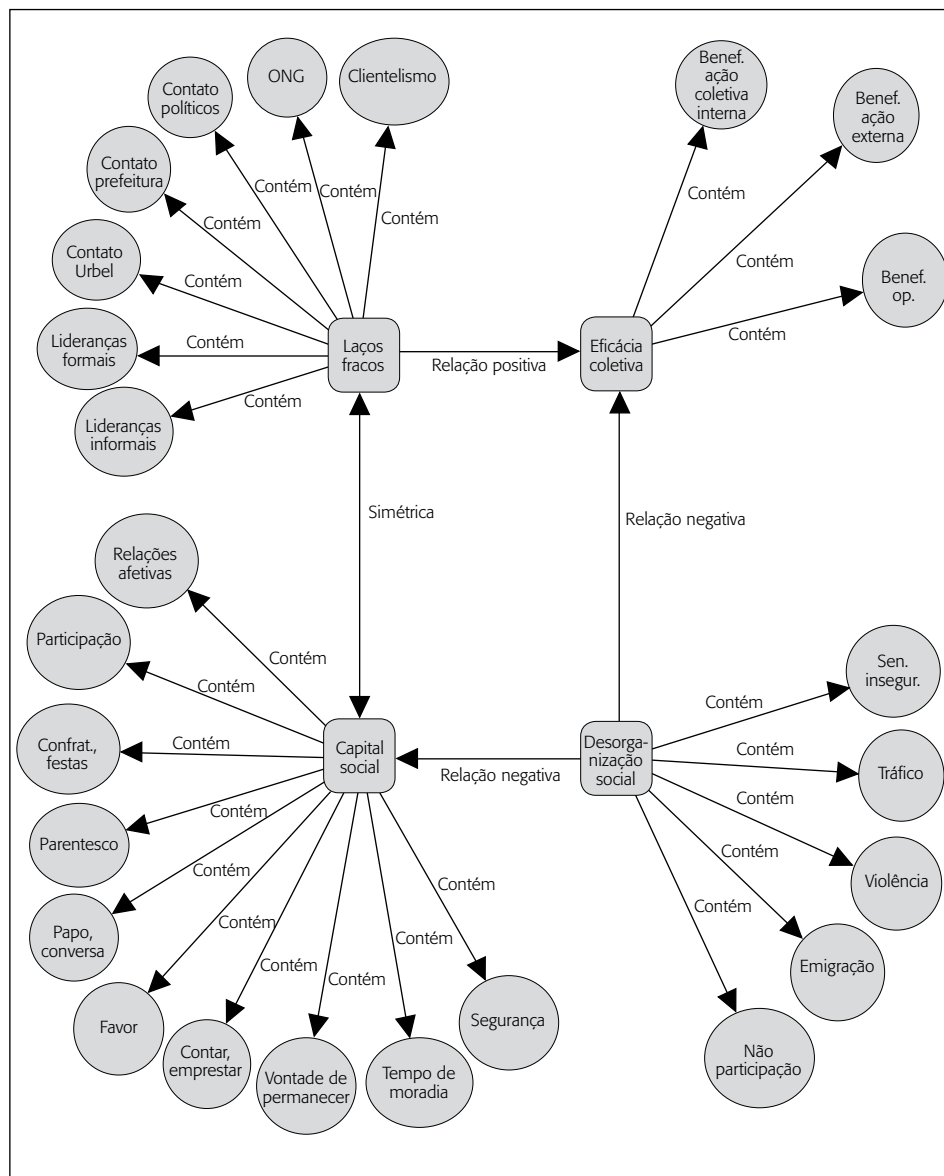 Contato
políticos
ONG
Clientelismo
Benef.
ação
coletiva
interna
Benef.
ação
externa
Contato
prefeitura
Contém
Contém
Contém
Contém
Contém
Contato
Urbel
Contém
Contém
Benef.
op.
Contém
Lideranças
formais
Contém
Laços
fracos
Relação positiva
Eficácia
coletiva
Contém
Contém
Lideranças
informais
Simétrica
Relação negativa
Relações
afetivas
Contém
Participação
Contém
Sen.
insegur.
Contém
Confrat.,
festas
Contém
Capital
social
Relação negativa
Desorga-
nização
social
Contém
Tráfico
Parentesco
Contém
Contém
Violência
Papo,
conversa
Contém
Contém
Emigração
Favor
Contém
Contém
Contém
Contém
Contém
Contém
Contar,
emprestar
Vontade de
permanecer
Tempo de
moradia
Segurança
Não
participação